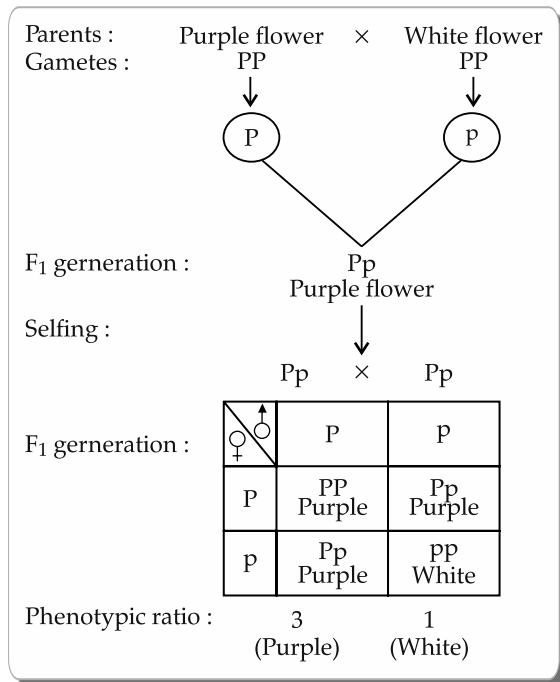 Parents : Purple flower × White flower
Gametes : PP PP
P p
F1 gerneration : Pp
Purple flower
Selfing :
Pp × Pp
F1 gerneration : ♀ ♂ P p
P PP Purple Pp Purple
p Pp Purple pp White
Phenotypic ratio : 3 1
(Purple) (White)